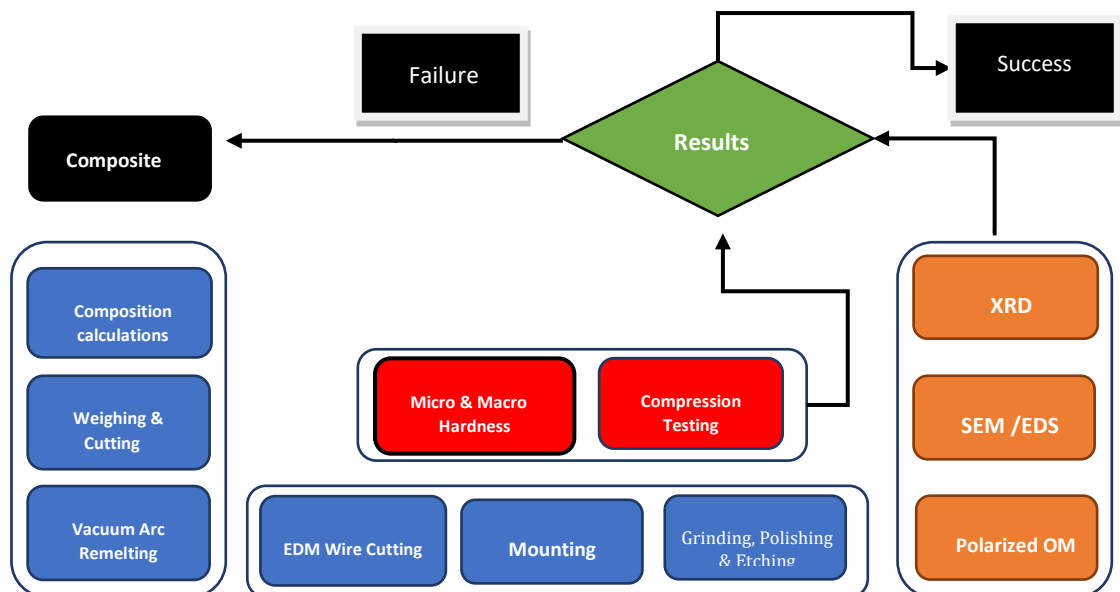 Failure
Success
Results
Composite
Composition
calculations
Weighing &
Cutting
Vacuum Arc
Remelting
Micro & Macro
Hardness
Compression
Testing
EDM Wire Cutting
Mounting
Grinding, Polishing
& Etching
XRD
SEM /EDS
Polarized OM